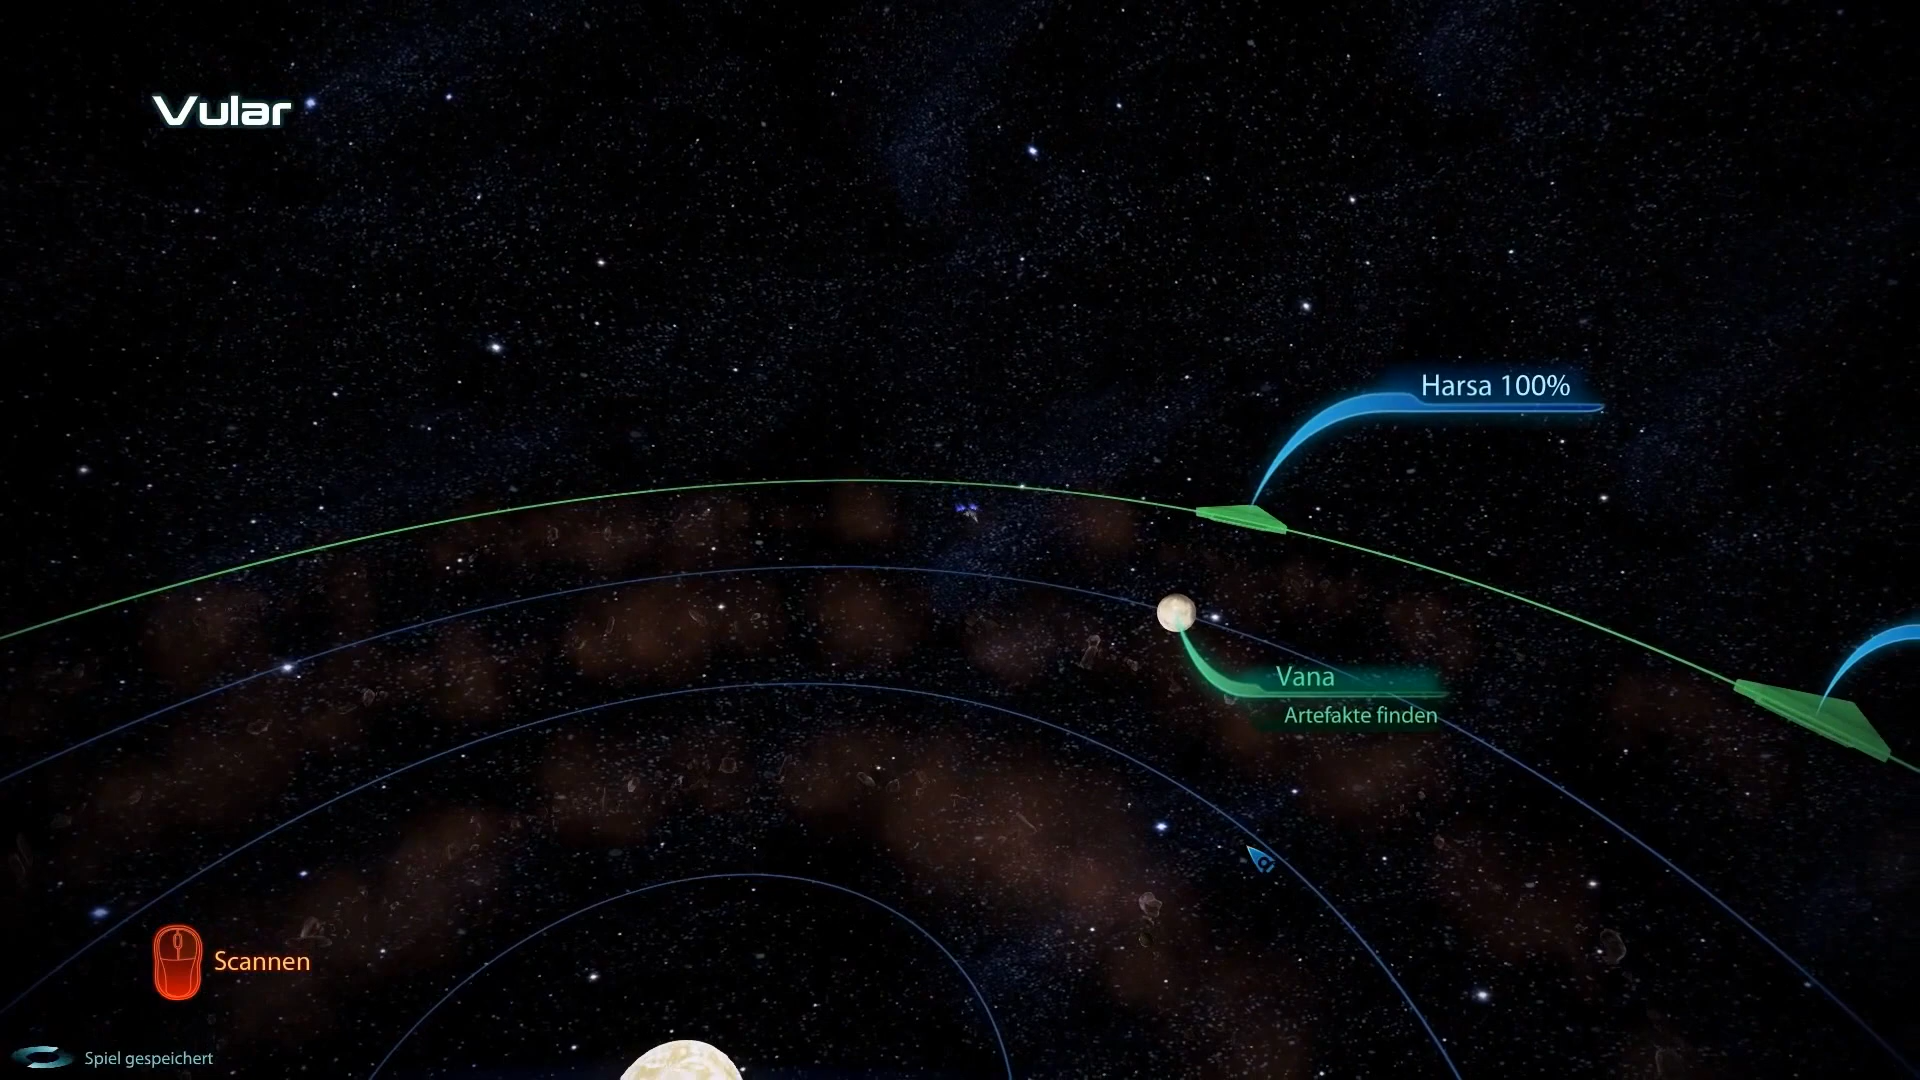 Vular
Harsa 100%
Vana
Artefakte finden
Scannen
Spiel gespeichert